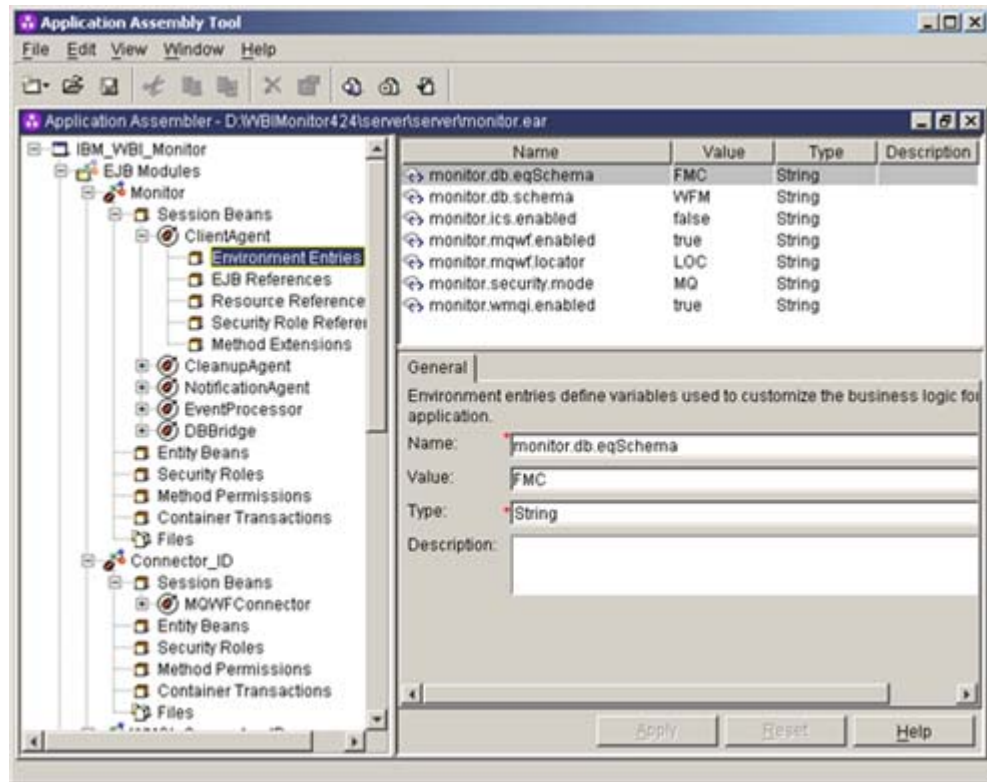 Application Assembly Tool
File Edit View Window Help
Application Assembler - D:\WBIMonitor424\server\server\monitor.ear
IBM_WBI_Monitor
EJB Modules
Monitor
Session Beans
ClientAgent
Environment Entries
EJB References
Resource Reference
Security Role Referen
Method Extensions
CleanupAgent
NotificationAgent
EventProcessor
DBBridge
Entity Beans
Security Roles
Method Permissions
Container Transactions
Files
Connector_ID
Session Beans
MQWFConnector
Entity Beans
Security Roles
Method Permissions
Container Transactions
Files
Name Value Type Description
monitor.db.eqSchema FMC String
monitor.db.schema WFM String
monitor.ics.enabled false String
monitor.mqwf.enabled true String
monitor.mqwf.locator LOC String
monitor.security.mode MQ String
monitor.wmqi.enabled true String
General
Environment entries define variables used to customize the business logic for
application.
Name: *monitor.db.eqSchema
Value: FMC
Type: *String
Description:
Apply Reset Help